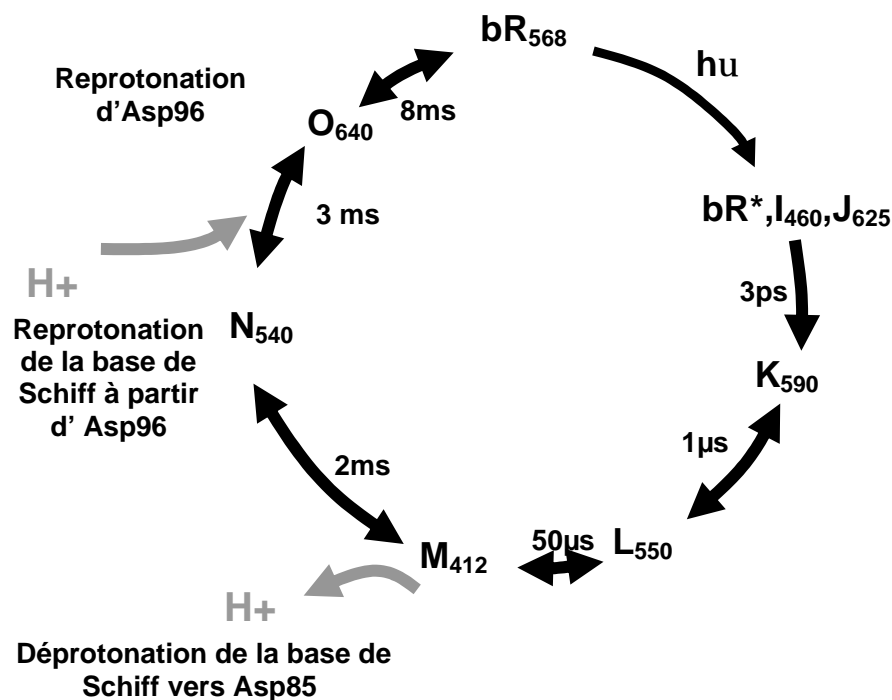 bR568
hυ
Reprotonation
d'Asp96
O640
8ms
bR*,I460,J625
3 ms
3ps
H+
Reprotonation
de la base de
Schiff à partir
d' Asp96
N540
K590
1µs
2ms
50µs
L550
M412
H+
Déprotonation de la base de
Schiff vers Asp85